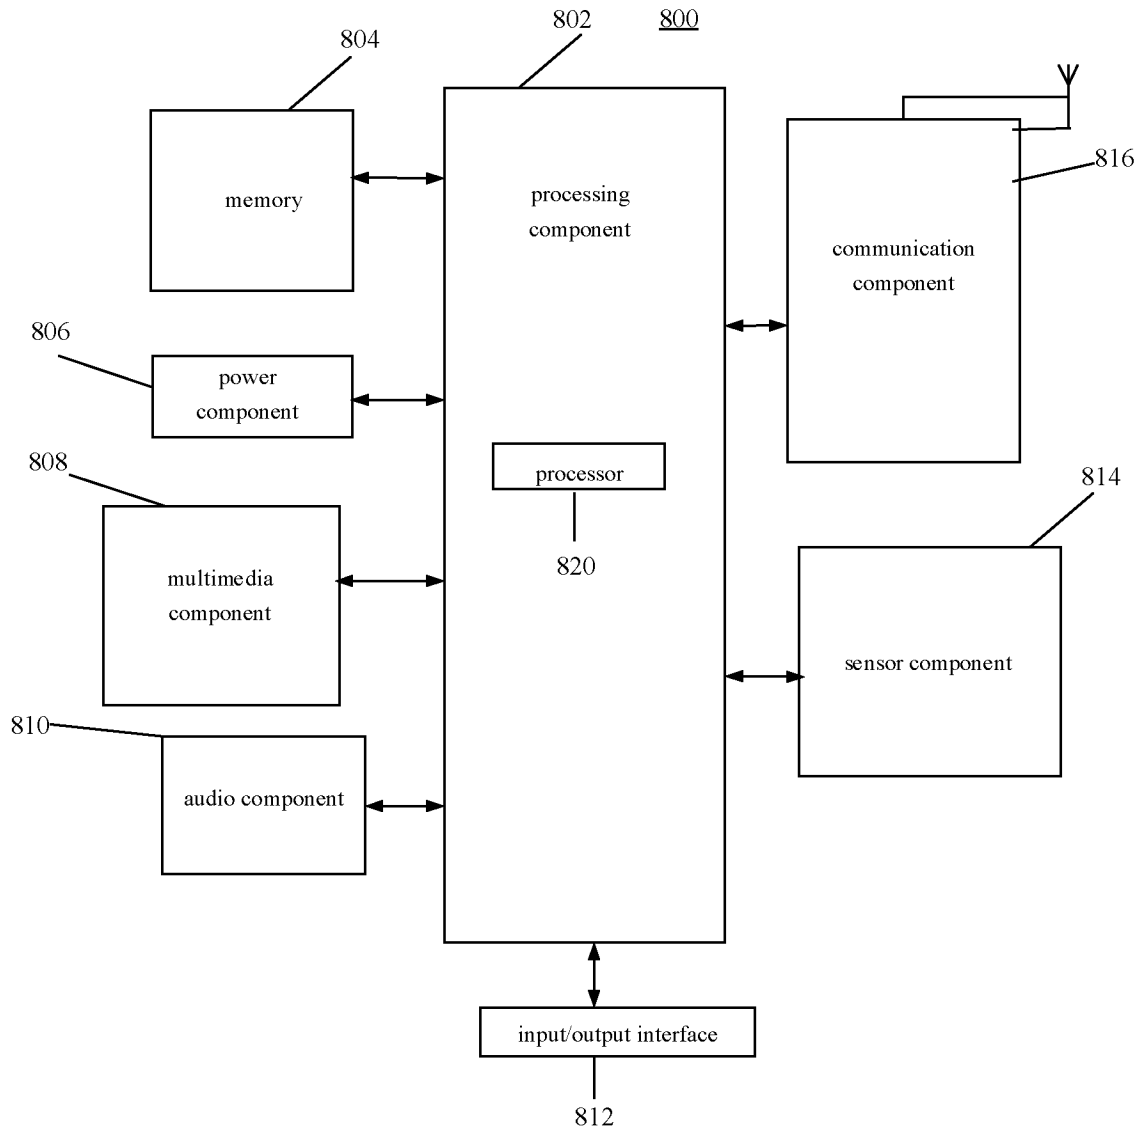 802
800
804
816
memory
processing
component
communication
component
806
power
component
808
processor
814
820
multimedia
component
sensor component
810
audio component
input/output interface
812